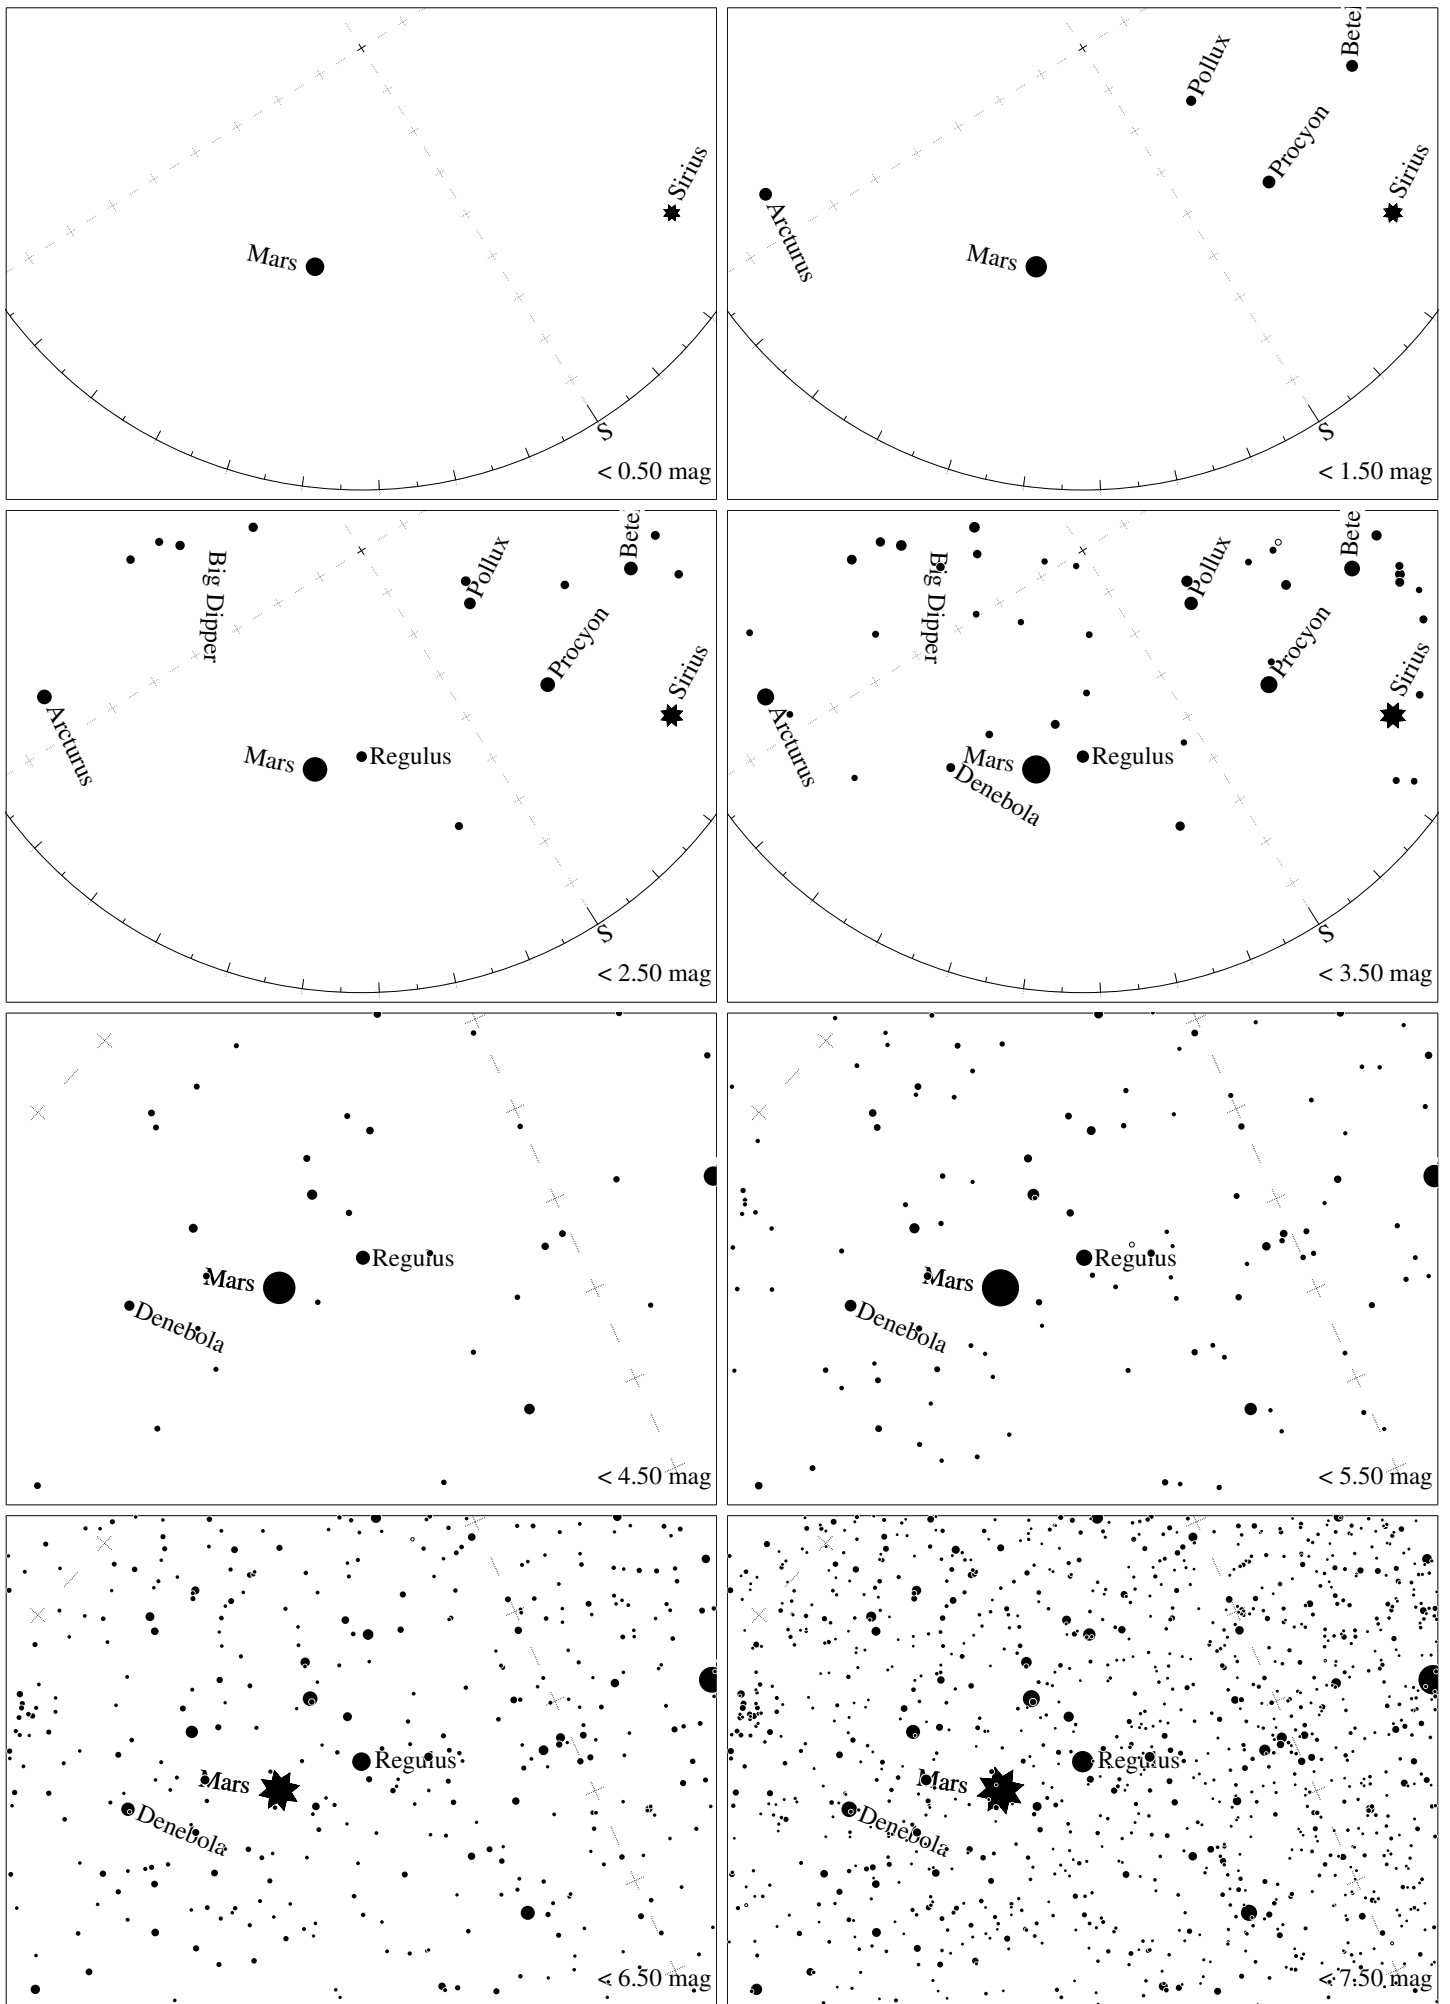 Sirius
Mars
S
< 0.50 mag
Bete
Pollux
Procyon
Sirius
Arcturus
Mars
S
< 1.50 mag
Bete
Big Dipper
Pollux
Procyon
Sirius
Arcturus
Mars
Regulus
S
< 2.50 mag
Bete
Big Dipper
Pollux
Procyon
Sirius
Arcturus
Mars
Regulus
Denebola
S
< 3.50 mag
Regulus
Mars
Denebola
< 4.50 mag
Regulus
Mars
Denebola
< 5.50 mag
Regulus
Mars
Denebola
< 6.50 mag
Regulus
Mars
Denebola
< 7.50 mag